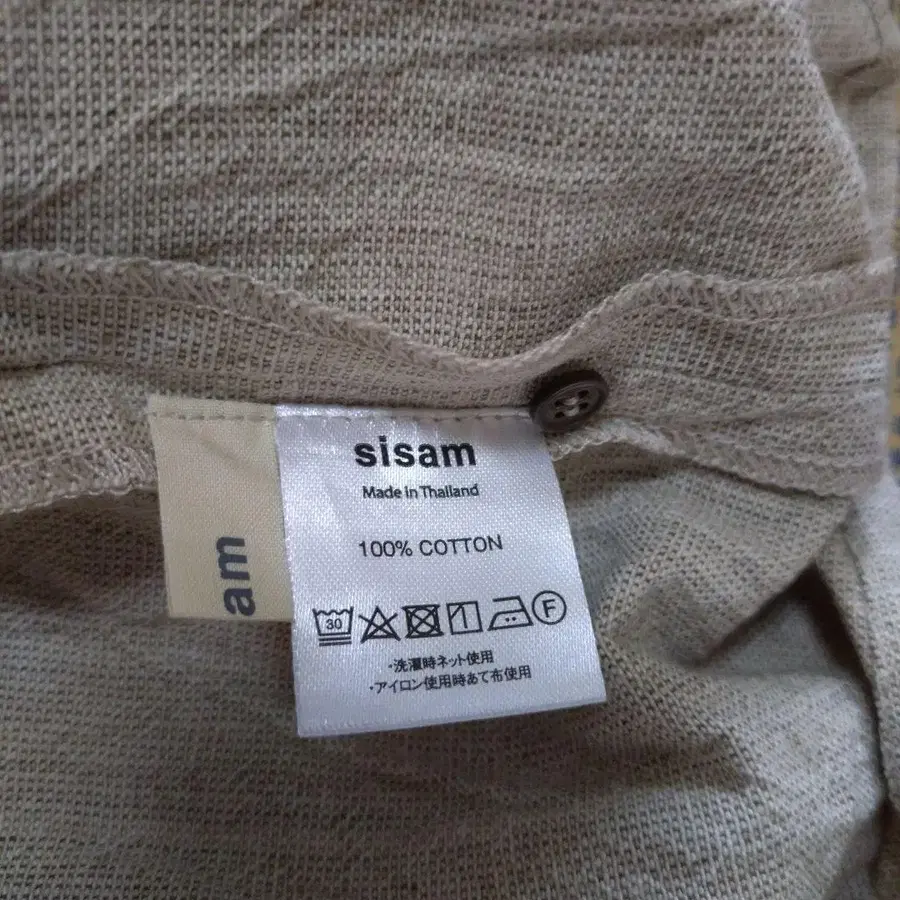 sisam
Made in Thailand
100% COTTON
30 F
・洗濯時ネット使用
・アイロン使用時あて布使用
am